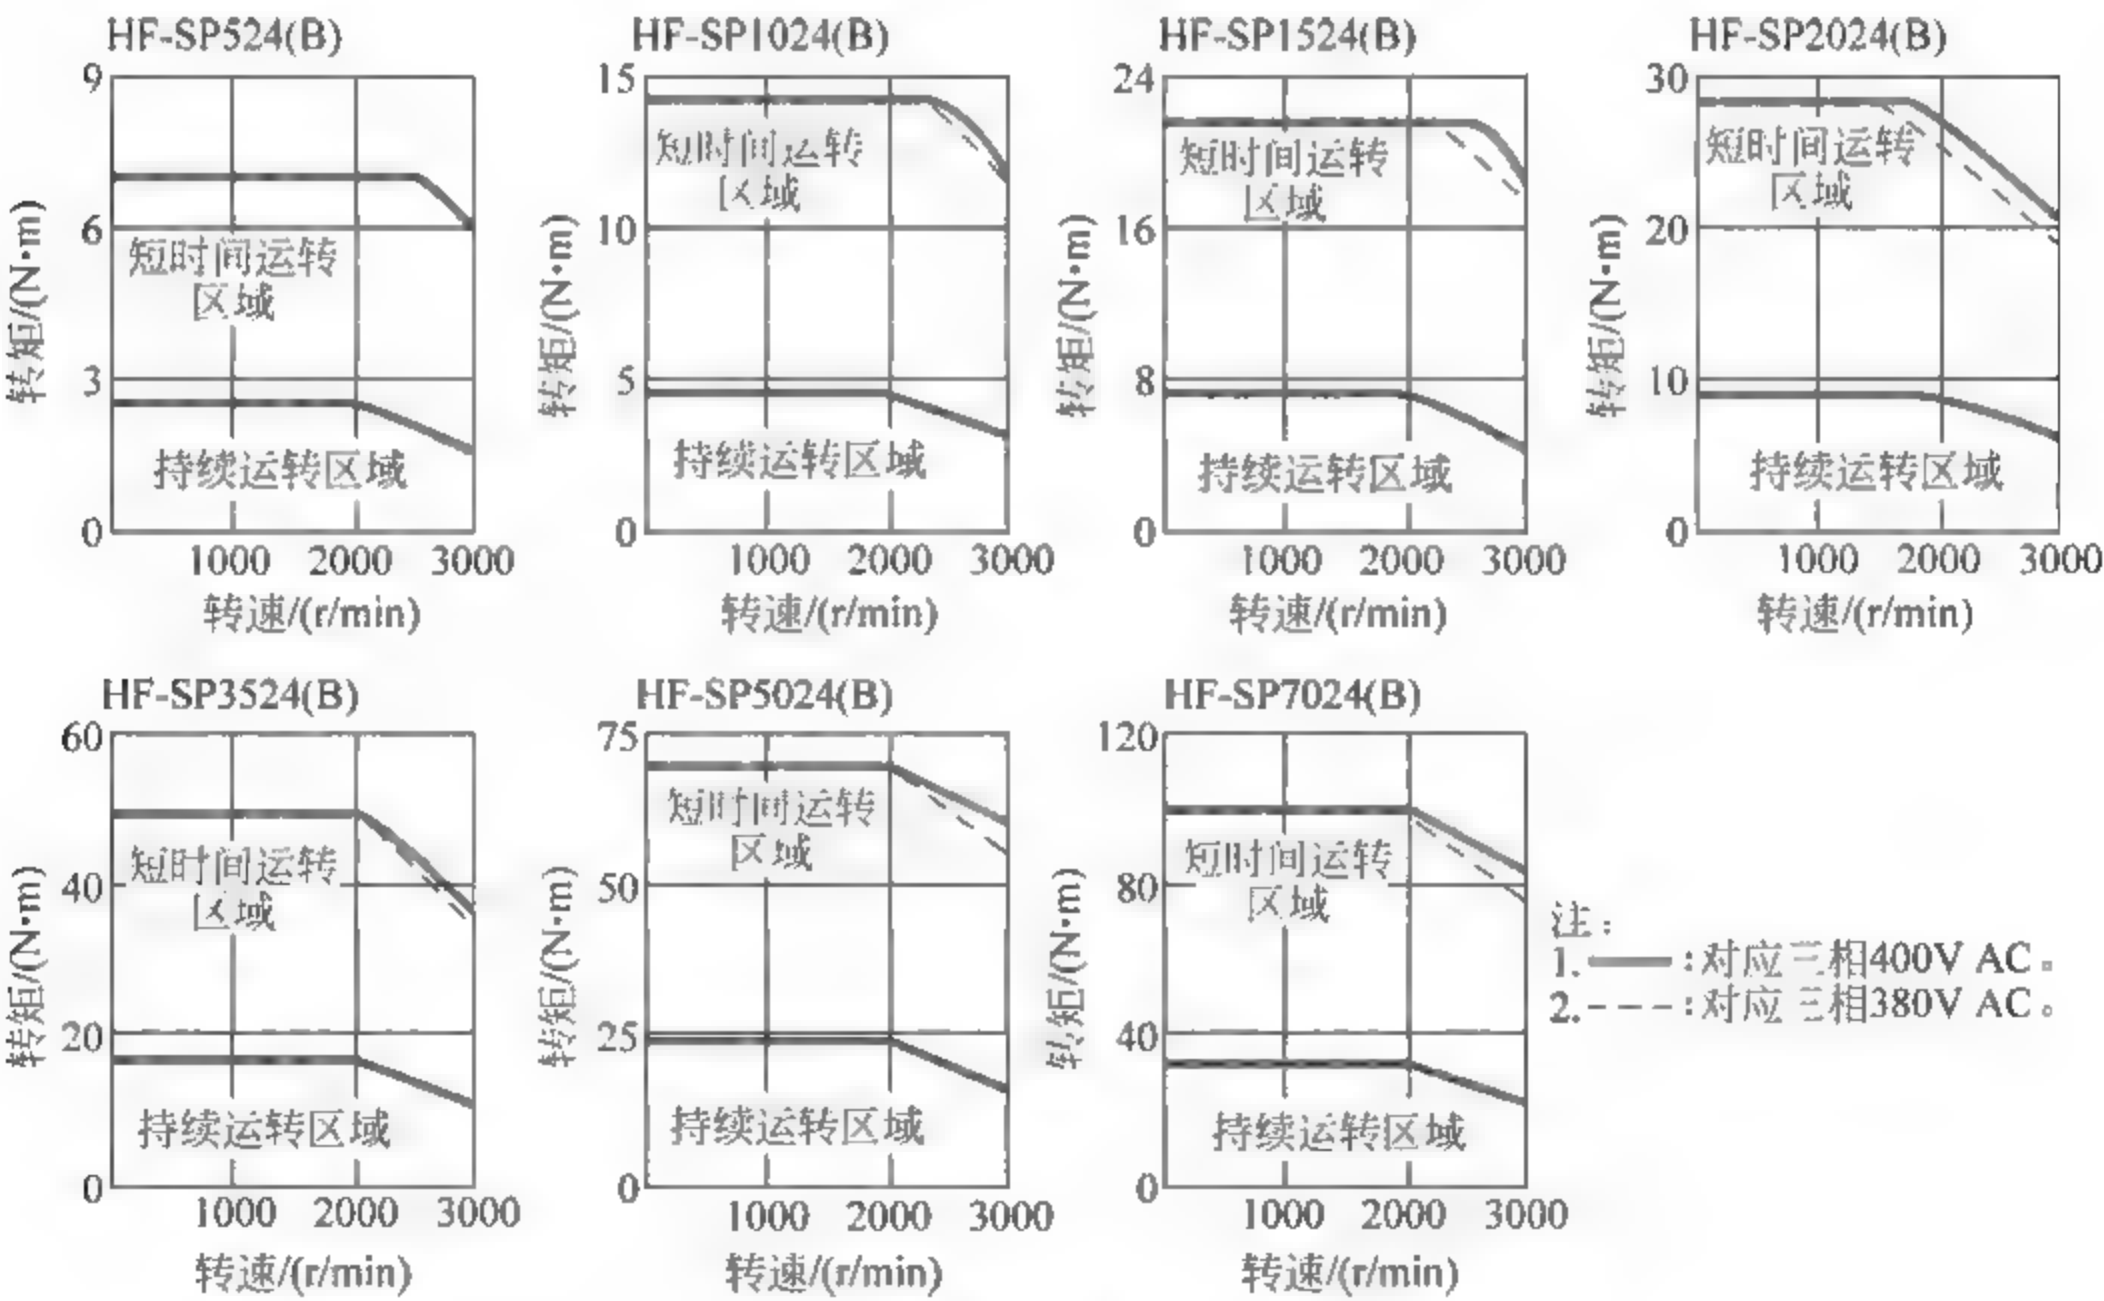 HF-SP524(B)
9
6
3
0
转矩/(N·m)
短时间运转
区域
持续运转区域
1000 2000 3000
转速/(r/min)
HF-SP1024(B)
15
10
5
0
转矩/(N·m)
短时间运转
区域
持续运转区域
1000 2000 3000
转速/(r/min)
HF-SP1524(B)
24
16
8
0
转矩/(N·m)
短时间运转
区域
持续运转区域
1000 2000 3000
转速/(r/min)
HF-SP2024(B)
30
20
10
0
转矩/(N·m)
短时间运转
区域
持续运转区域
1000 2000 3000
转速/(r/min)
HF-SP3524(B)
60
40
20
0
转矩/(N·m)
短时间运转
区域
持续运转区域
1000 2000 3000
转速/(r/min)
HF-SP5024(B)
75
50
25
0
转矩/(N·m)
短时间运转
区域
持续运转区域
1000 2000 3000
转速/(r/min)
HF-SP7024(B)
120
80
40
0
转矩/(N·m)
短时间运转
区域
持续运转区域
1000 2000 3000
转速/(r/min)
注：
1. ：对应三相400V AC。
2. ：对应三相380V AC。